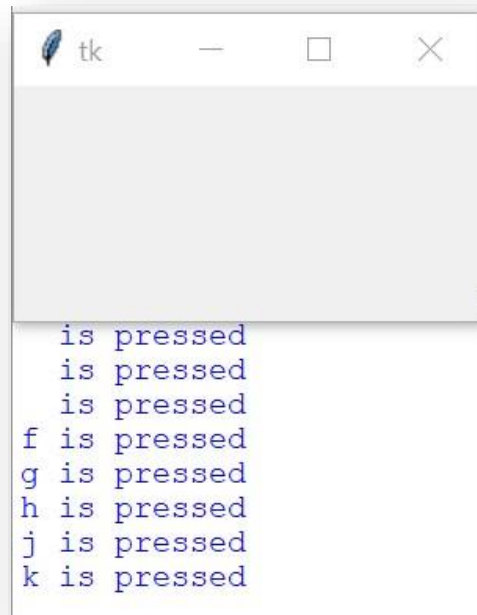 tk
is pressed
is pressed
is pressed
f is pressed
g is pressed
h is pressed
j is pressed
k is pressed